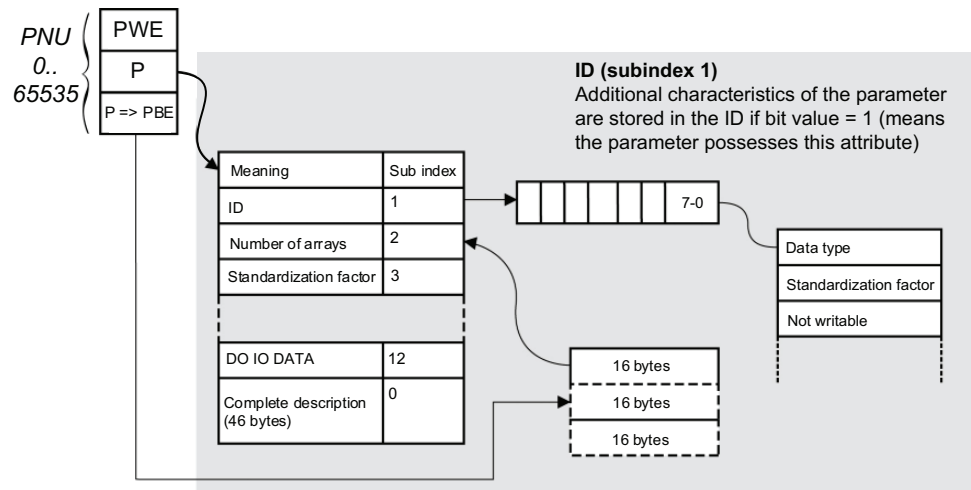 PNU
0..
65535
PWE
P
P => PBE
ID (subindex 1)
Additional characteristics of the parameter
are stored in the ID if bit value = 1 (means
the parameter possesses this attribute)
Meaning Sub index
ID 1
Number of arrays 2
Standardization factor 3
DO IO DATA 12
Complete description 0
(46 bytes)
7-0
Data type
Standardization factor
Not writable
16 bytes
16 bytes
16 bytes